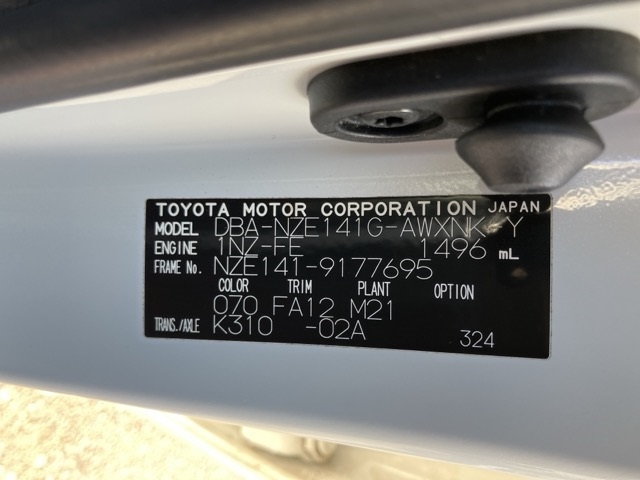 TOYOTA MOTOR CORPORATION JAPAN
MODEL DBA-NZE141G-AWXNK Y
ENGINE 1NZ-FE 1496 mL
FRAME No. NZE141-9177695
COLOR TRIM PLANT OPTION
070 FA12 M21
TRANS./AXLE K310 -02A 324